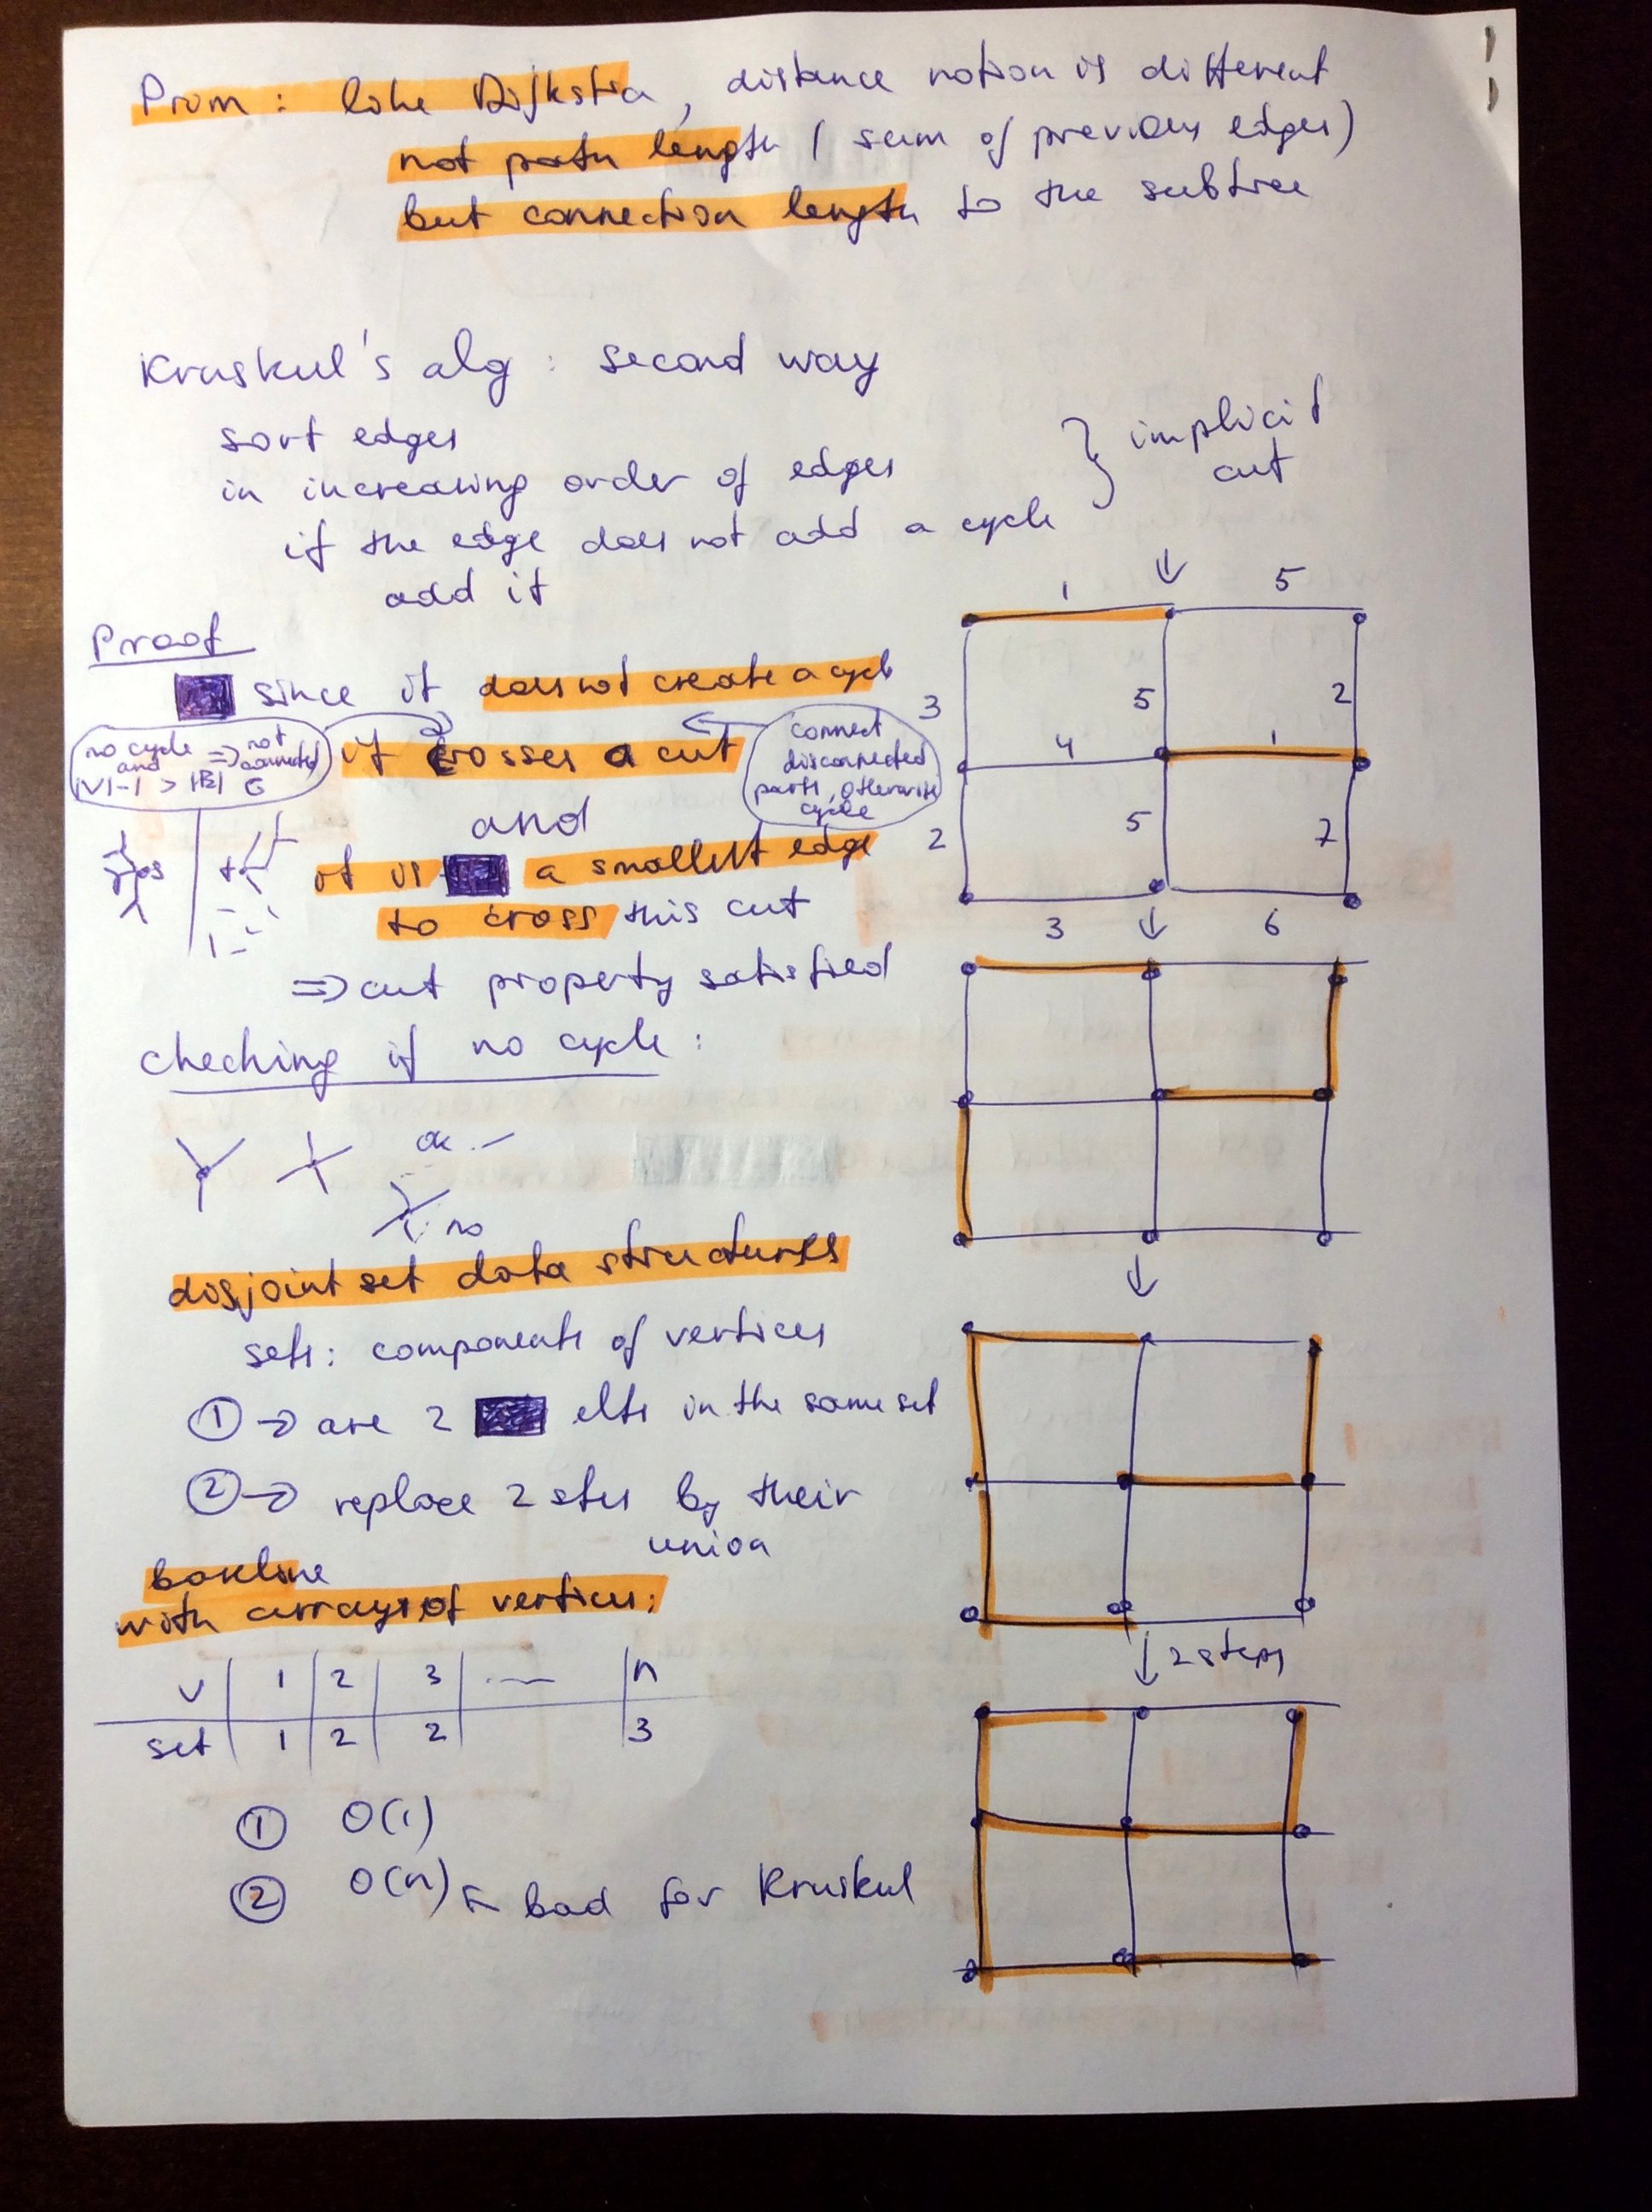 Prim: like Dijkstra, distance notion is different
not path length (sum of previous edges)
but connection length to the subtree
Kruskul's alg: second way
sort edges
in increasing order of edges
if the edge does not add a cycle
add it
} implicit
cut
Proof
since it does not create a cycle
no cycle and => not connected
|V|-1 > |E| G
it crosses a cut
connect
disconnected
parts, otherwise
cycle
and
s
t
it is a smallest edge
to cross this cut
=> cut property satisfied
1
5
3
5
2
4
1
2
5
7
3
6
checking if no cycle:
ok
no
disjoint set data structures
sets: components of vertices
① → are 2 elts in the same set
② → replace 2 sets by their
union
2 steps
baseline
with arrays of vertices:
v | 1 | 2 | 3 | ... | n
set | 1 | 2 | 2 | 3
① O(1)
② O(n) ← bad for Kruskul